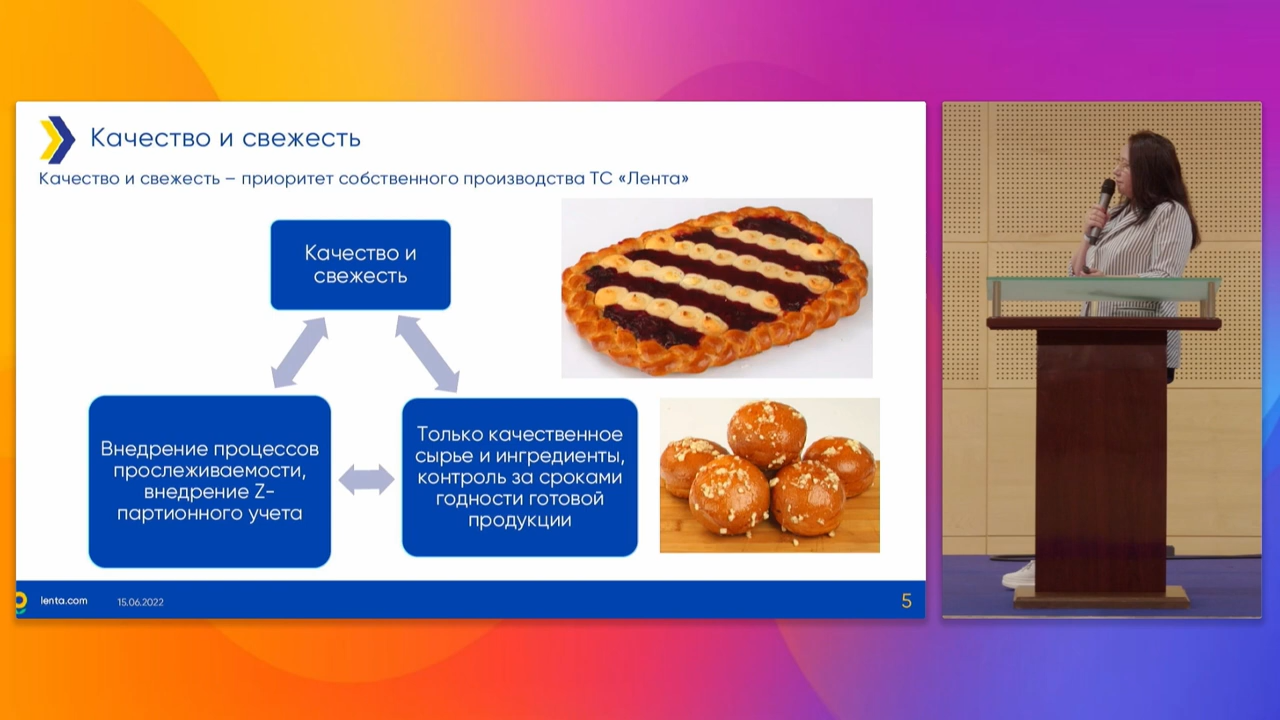 Качество и свежесть
Качество и свежесть – приоритет собственного производства ТС «Лента»
Качество и
свежесть
Внедрение процессов
прослеживаемости,
внедрение Z-
партионного учета
Только качественное
сырье и ингредиенты,
контроль за сроками
годности готовой
продукции
lenta.com
15.06.2022
5